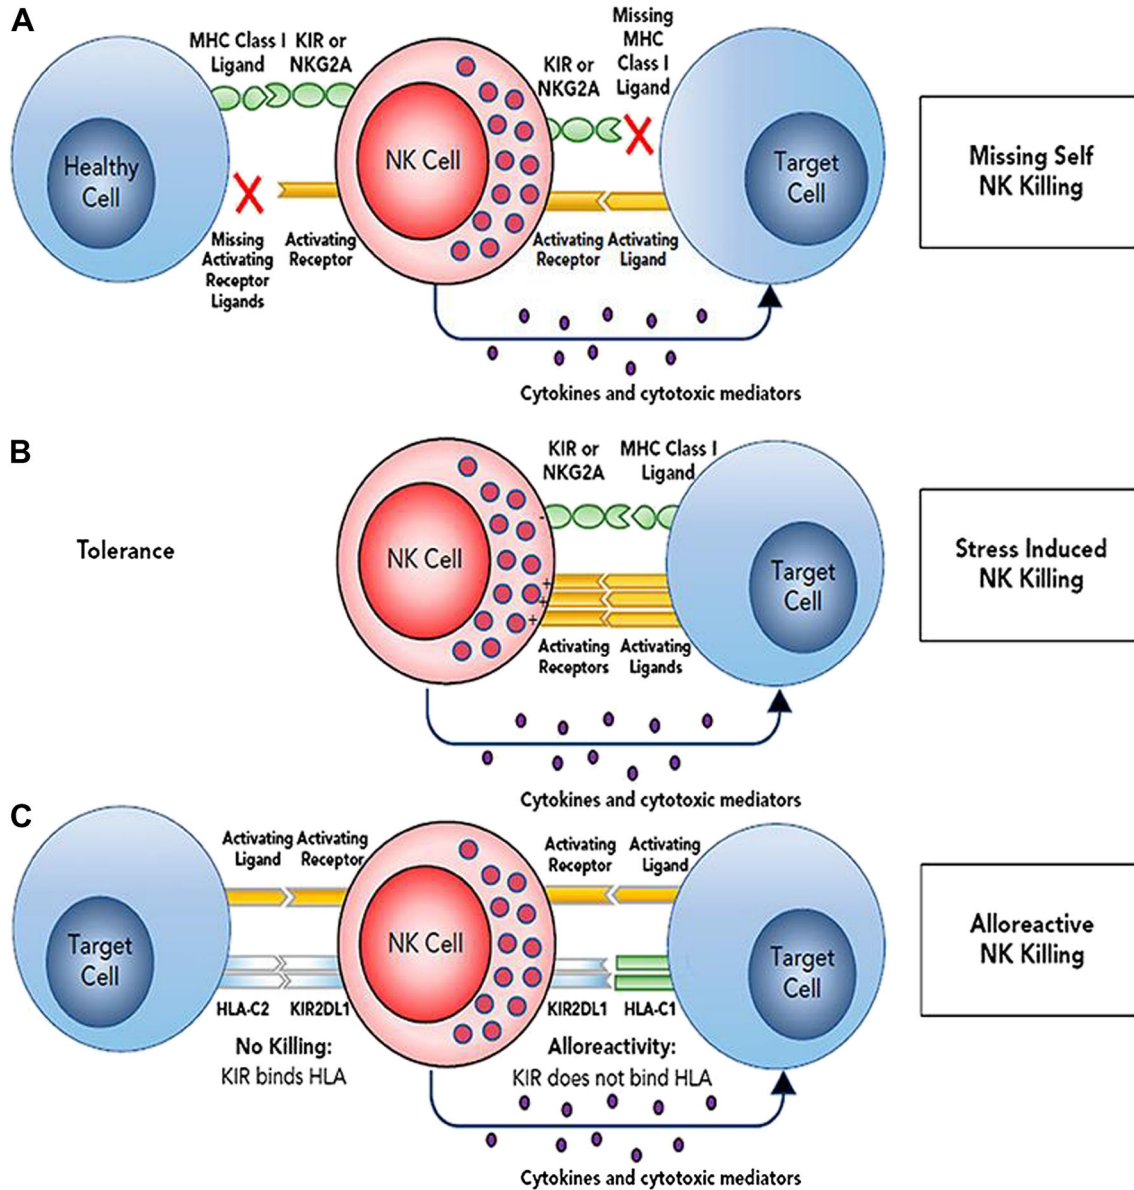 A
MHC Class I
Ligand
KIR or
NKG2A
KIR or
NKG2A
Missing
MHC
Class I
Ligand
Healthy
Cell
NK Cell
Target
Cell
Missing Self
NK Killing
Missing
Activating
Receptor
Ligands
Activating
Receptor
Activating
Receptor
Activating
Ligand
Cytokines and cytotoxic mediators
B
KIR or
NKG2A
MHC Class I
Ligand
Tolerance
NK Cell
-
+
+
+
Target
Cell
Stress Induced
NK Killing
Activating
Receptors
Activating
Ligands
Cytokines and cytotoxic mediators
C
Activating
Ligand
Activating
Receptor
Activating
Receptor
Activating
Ligand
Target
Cell
NK Cell
Target
Cell
Alloreactive
NK Killing
HLA-C2
KIR2DL1
KIR2DL1
HLA-C1
No Killing:
KIR binds HLA
Alloreactivity:
KIR does not bind HLA
Cytokines and cytotoxic mediators